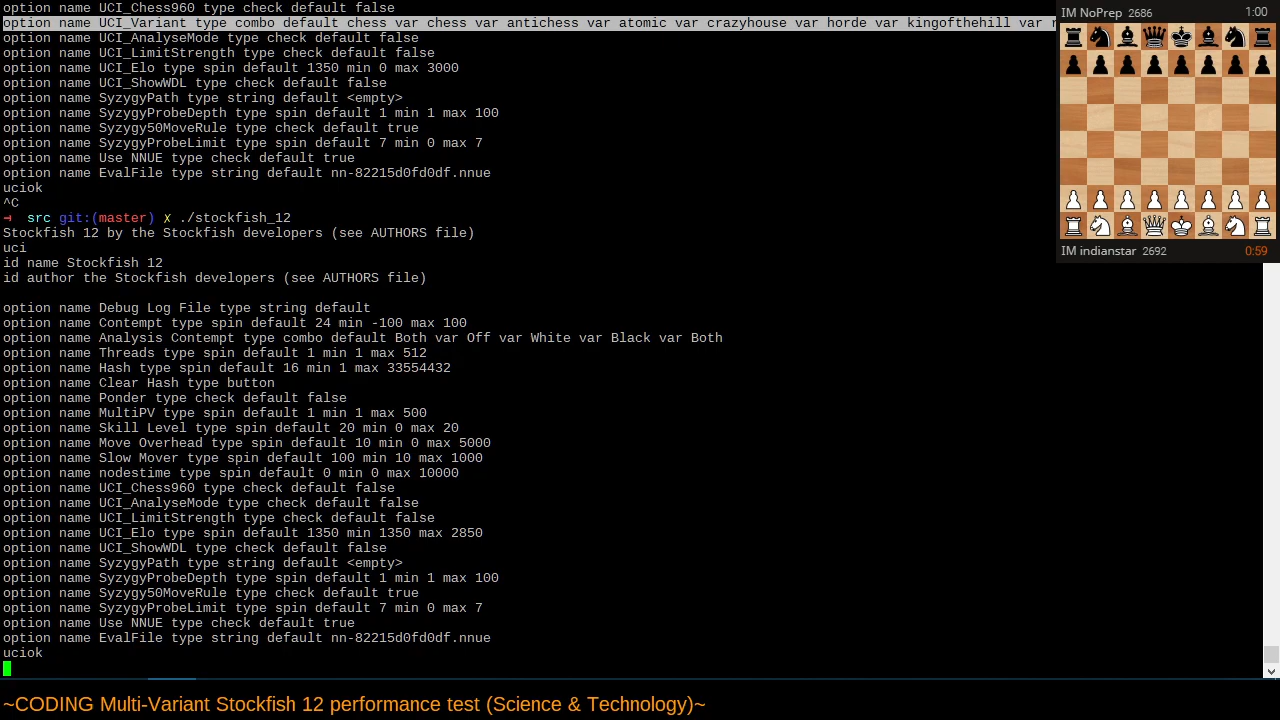 option name UCI_Chess960 type check default false
option name UCI_Variant type combo default chess var chess var antichess var atomic var crazyhouse var horde var kingofthehill var
option name UCI_AnalyseMode type check default false
option name UCI_LimitStrength type check default false
option name UCI_Elo type spin default 1350 min 0 max 3000
option name UCI_ShowWDL type check default false
option name SyzygyPath type string default <empty>
option name SyzygyProbeDepth type spin default 1 min 1 max 100
option name Syzygy50MoveRule type check default true
option name SyzygyProbeLimit type spin default 7 min 0 max 7
option name Use NNUE type check default true
option name EvalFile type string default nn-82215d0fd0df.nnue
uciok
^C
src git:(master) ✗ ./stockfish_12
Stockfish 12 by the Stockfish developers (see AUTHORS file)
uci
id name Stockfish 12
id author the Stockfish developers (see AUTHORS file)
option name Debug Log File type string default
option name Contempt type spin default 24 min -100 max 100
option name Analysis Contempt type combo default Both var Off var White var Black var Both
option name Threads type spin default 1 min 1 max 512
option name Hash type spin default 16 min 1 max 33554432
option name Clear Hash type button
option name Ponder type check default false
option name MultiPV type spin default 1 min 1 max 500
option name Skill Level type spin default 20 min 0 max 20
option name Move Overhead type spin default 10 min 0 max 5000
option name Slow Mover type spin default 100 min 10 max 1000
option name nodestime type spin default 0 min 0 max 10000
option name UCI_Chess960 type check default false
option name UCI_AnalyseMode type check default false
option name UCI_LimitStrength type check default false
option name UCI_Elo type spin default 1350 min 1350 max 2850
option name UCI_ShowWDL type check default false
option name SyzygyPath type string default <empty>
option name SyzygyProbeDepth type spin default 1 min 1 max 100
option name Syzygy50MoveRule type check default true
option name SyzygyProbeLimit type spin default 7 min 0 max 7
option name Use NNUE type check default true
option name EvalFile type string default nn-82215d0fd0df.nnue
uciok
IM NoPrep 2686 1:00
IM indianstar 2692 0:59
~CODING Multi-Variant Stockfish 12 performance test (Science & Technology)~